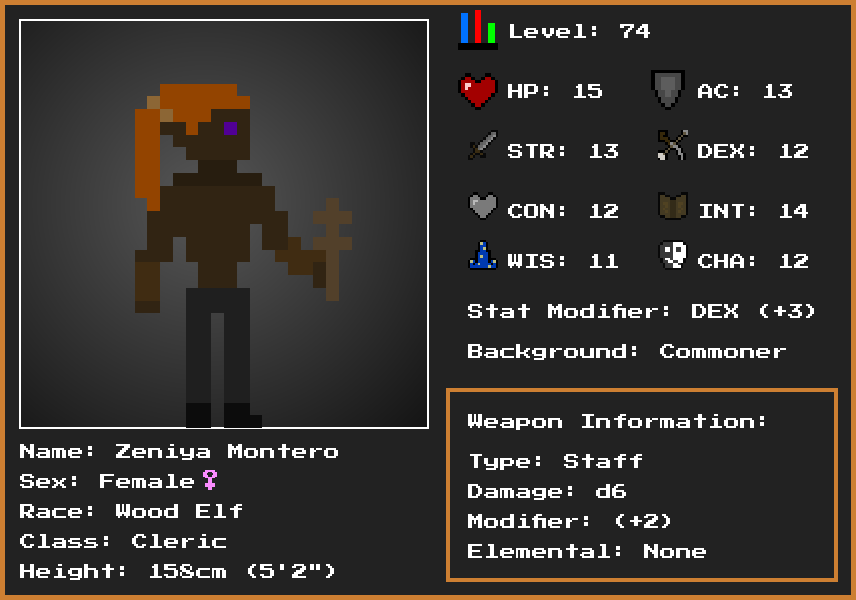 Level: 74
HP: 15 AC: 13
STR: 13 DEX: 12
CON: 12 INT: 14
WIS: 11 CHA: 12
Stat Modifier: DEX (+3)
Background: Commoner
Weapon Information:
Type: Staff
Damage: d6
Modifier: (+2)
Elemental: None
Name: Zeniya Montero
Sex: Female♀
Race: Wood Elf
Class: Cleric
Height: 158cm (5'2")